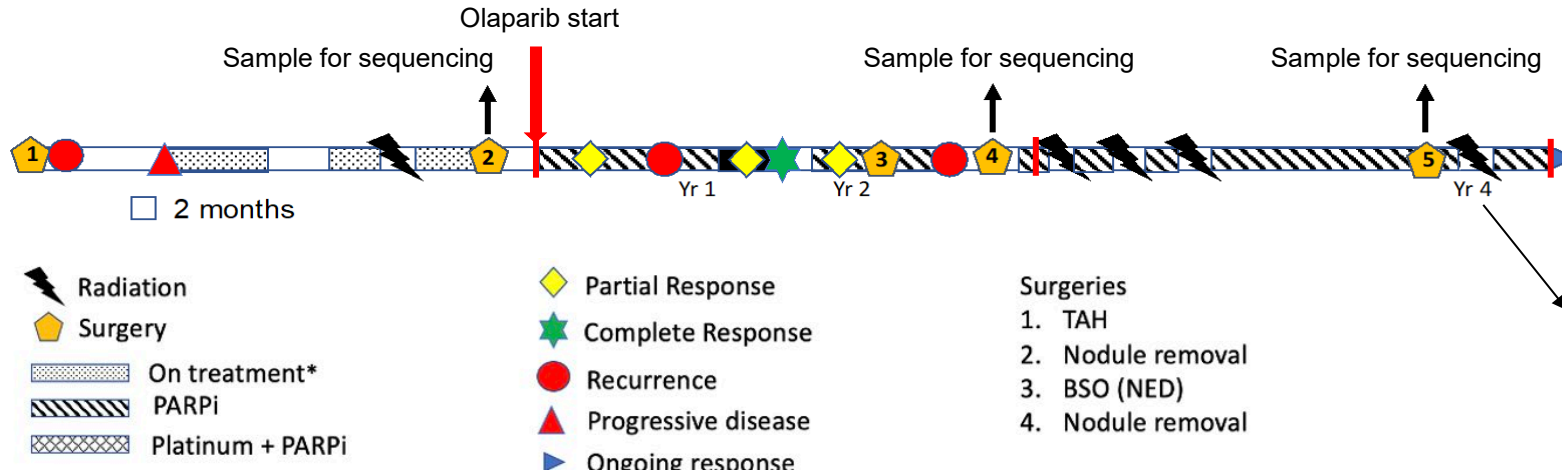 Olaparib start
Sample for sequencing
Sample for sequencing
Sample for sequencing
1
2
3
4
5
Yr 1
Yr 2
Yr 4
2 months
Radiation
Surgery
On treatment*
PARPi
Platinum + PARPi
Partial Response
Complete Response
Recurrence
Progressive disease
Ongoing response
Surgeries
1. TAH
2. Nodule removal
3. BSO (NED)
4. Nodule removal